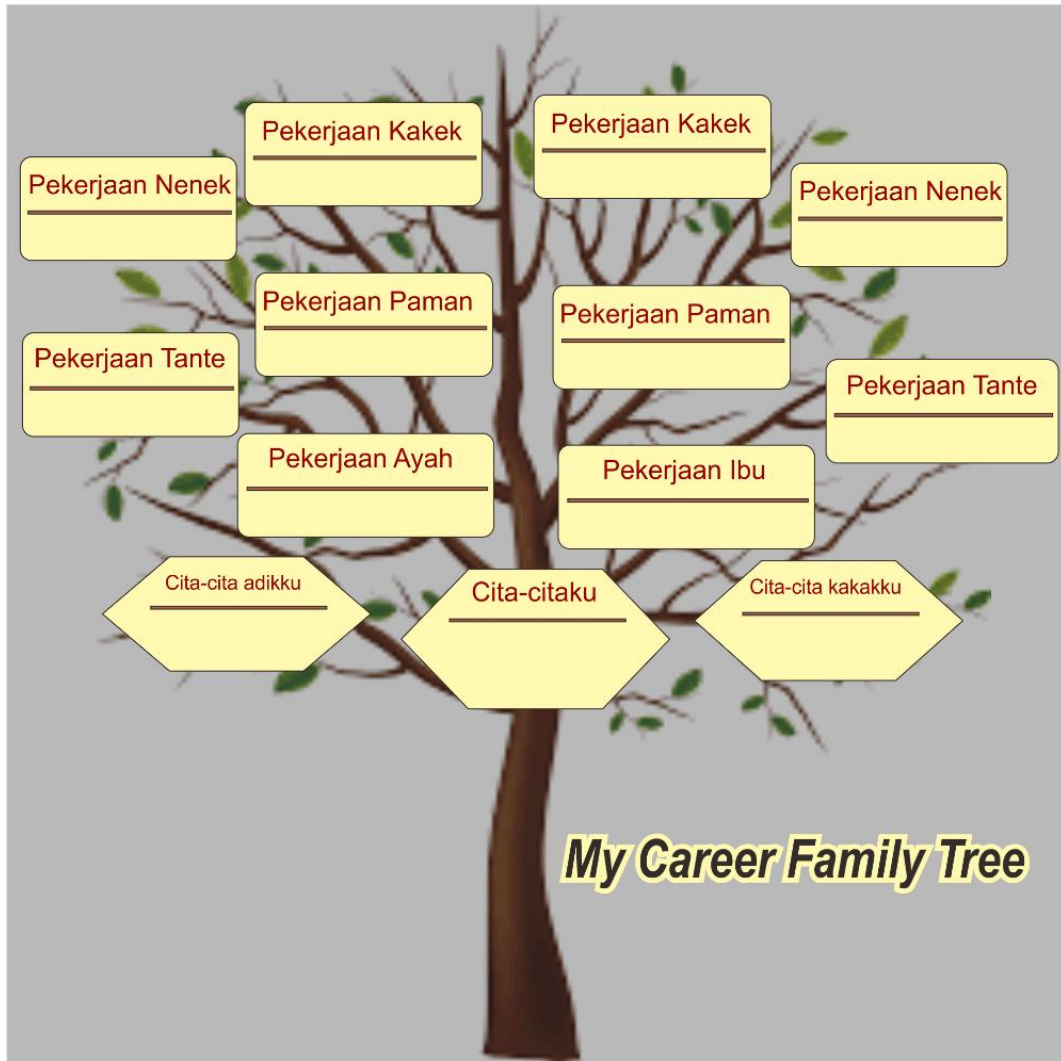 Pekerjaan Kakek
Pekerjaan Kakek
Pekerjaan Nenek
Pekerjaan Nenek
Pekerjaan Paman
Pekerjaan Paman
Pekerjaan Tante
Pekerjaan Tante
Pekerjaan Ayah
Pekerjaan Ibu
Cita-cita adikku
Cita-citaku
Cita-cita kakakku
My Career Family Tree